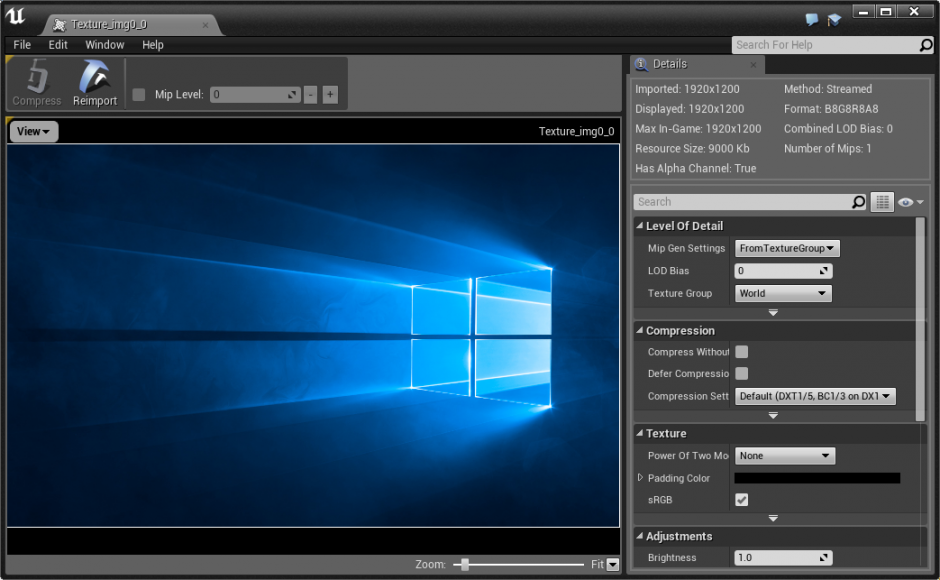 Texture_img0_0
File Edit Window Help
Search For Help
Compress
Reimport
Mip Level: 0
- +
View
Texture_img0_0
Zoom: Fit
Details
Imported: 1920x1200 Method: Streamed
Displayed: 1920x1200 Format: B8G8R8A8
Max In-Game: 1920x1200 Combined LOD Bias: 0
Resource Size: 9000 Kb Number of Mips: 1
Has Alpha Channel: True
Search
Level Of Detail
Mip Gen Settings FromTextureGroup
LOD Bias 0
Texture Group World
Compression
Compress Without
Defer Compressio
Compression Sett Default (DXT1/5, BC1/3 on DX1
Texture
Power Of Two Mo None
Padding Color
sRGB
Adjustments
Brightness 1.0